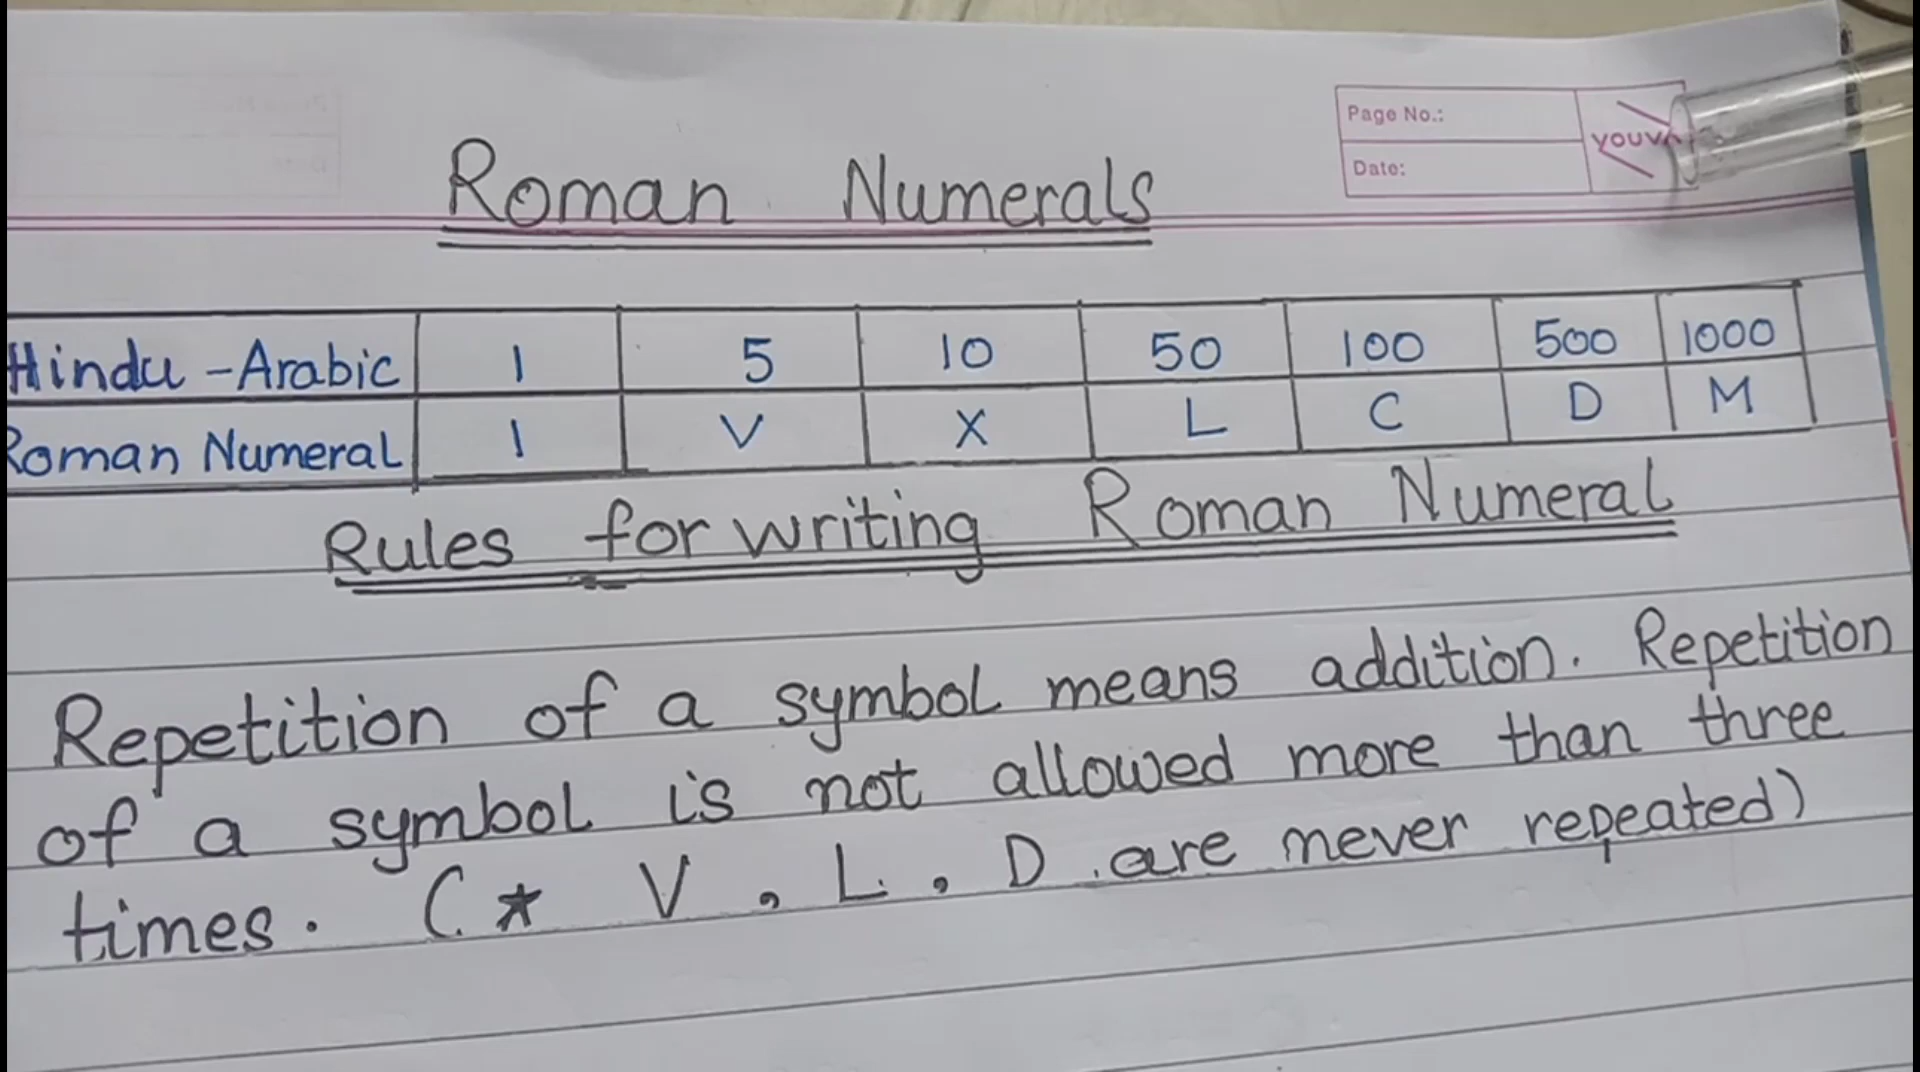 Page No.:
Date:
YOUVA
Roman Numerals
Hindu-Arabic 1 5 10 50 100 500 1000
Roman Numeral I V X L C D M
Rules for writing Roman Numeral
Repetition of a symbol means addition. Repetition
of a symbol is not allowed more than three
times. (* V, L, D are never repeated)